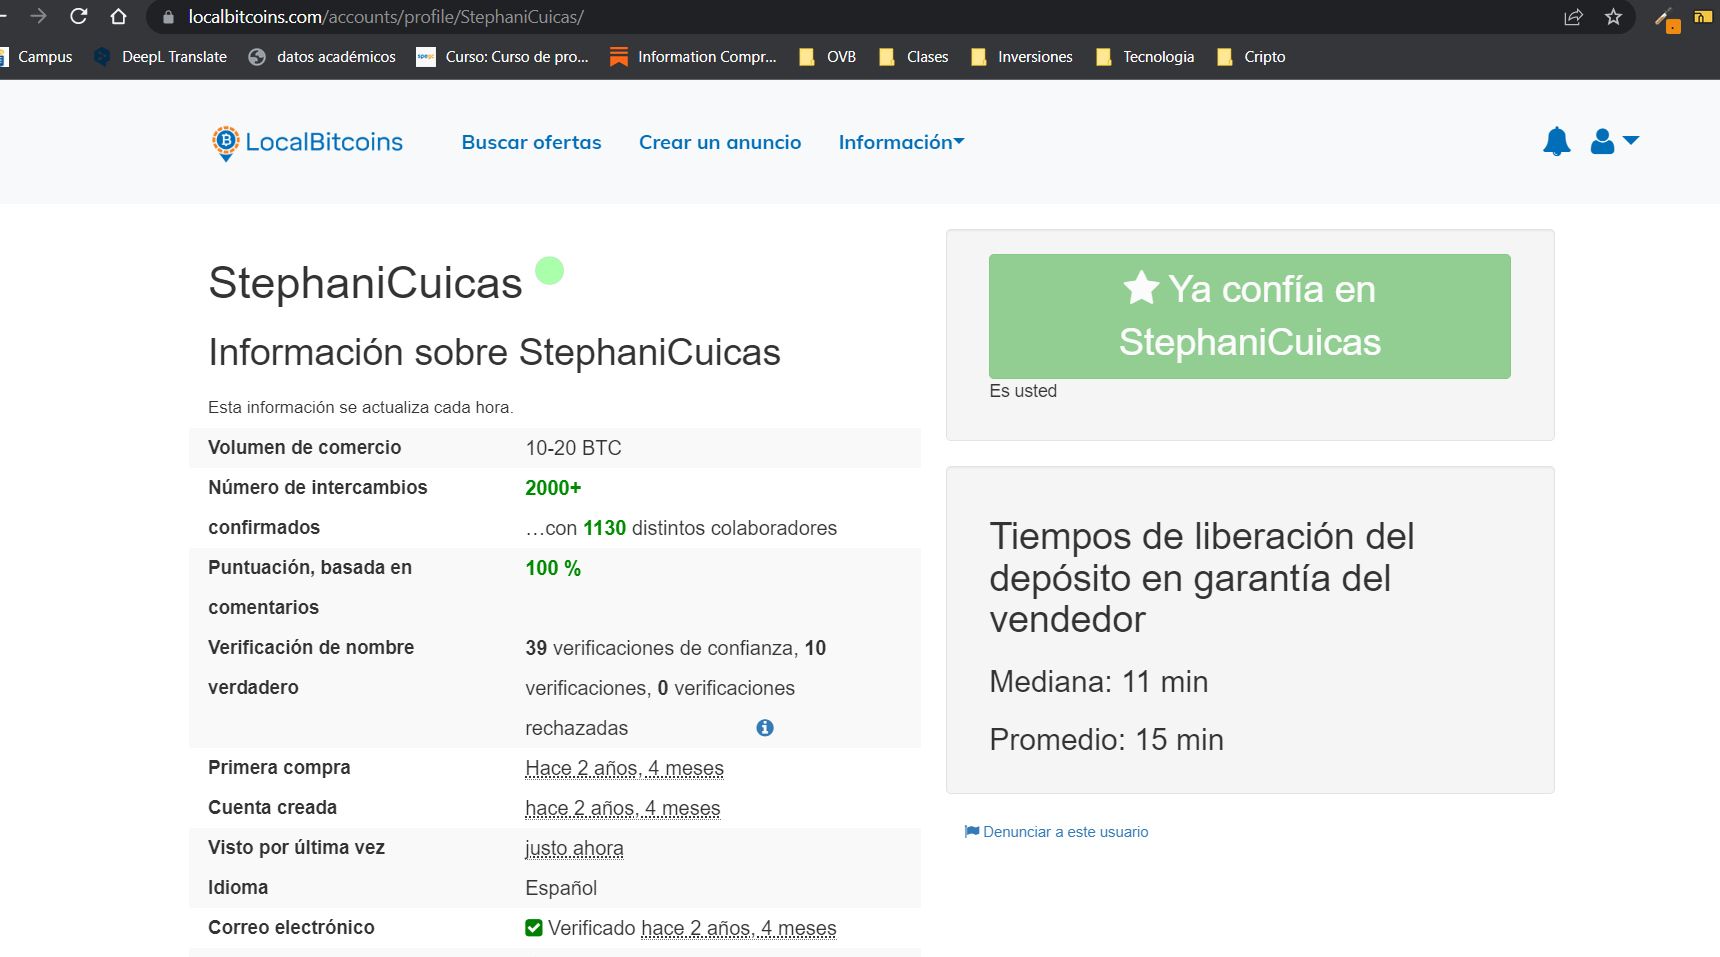 localbitcoins.com/accounts/profile/StephaniCuicas/
Campus DeepL Translate datos académicos Curso: Curso de pro... Information Compr... OVB Clases Inversiones Tecnologia Cripto
LocalBitcoins Buscar ofertas Crear un anuncio Información
StephaniCuicas
Información sobre StephaniCuicas
Esta información se actualiza cada hora.
Volumen de comercio 10-20 BTC
Número de intercambios 2000+
confirmados …con 1130 distintos colaboradores
Puntuación, basada en 100 %
comentarios
Verificación de nombre 39 verificaciones de confianza, 10
verdadero verificaciones, 0 verificaciones
rechazadas
Primera compra Hace 2 años, 4 meses
Cuenta creada hace 2 años, 4 meses
Visto por última vez justo ahora
Idioma Español
Correo electrónico Verificado hace 2 años, 4 meses
Ya confía en
StephaniCuicas
Es usted
Tiempos de liberación del
depósito en garantía del
vendedor
Mediana: 11 min
Promedio: 15 min
Denunciar a este usuario